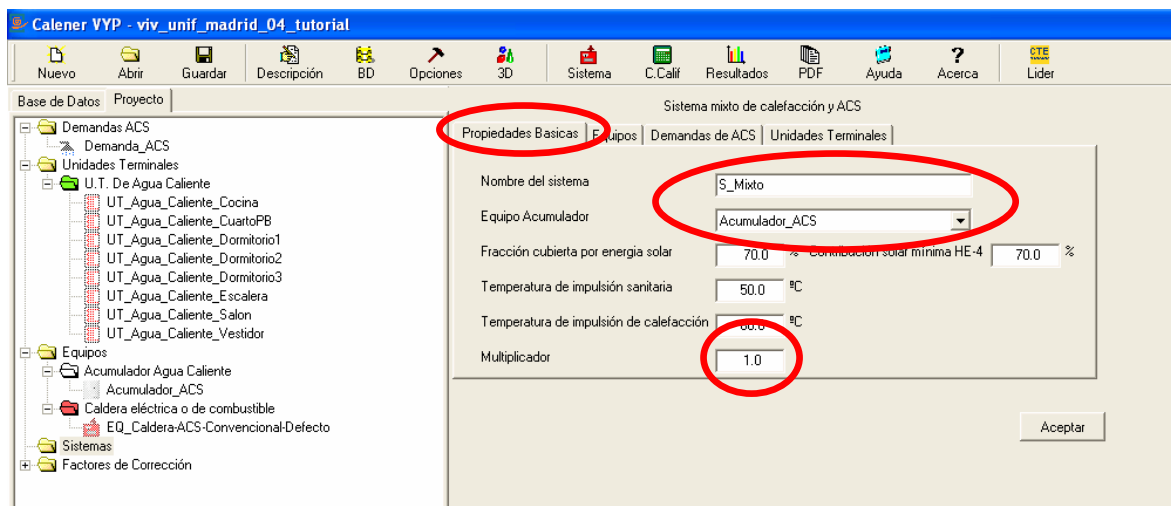 Calener VYP - viv_unif_madrid_04_tutorial
Nuevo Abrir Guardar Descripción BD Opciones 3D Sistema C.Calif Resultados PDF Ayuda ? Acerca CTE Lider
Base de Datos Proyecto
Demandas ACS
Demanda_ACS
Unidades Terminales
U.T. De Agua Caliente
UT_Agua_Caliente_Cocina
UT_Agua_Caliente_CuartoPB
UT_Agua_Caliente_Dormitorio1
UT_Agua_Caliente_Dormitorio2
UT_Agua_Caliente_Dormitorio3
UT_Agua_Caliente_Escalera
UT_Agua_Caliente_Salon
UT_Agua_Caliente_Vestidor
Equipos
Acumulador Agua Caliente
Acumulador_ACS
Caldera eléctrica o de combustible
EQ_Caldera-ACS-Convencional-Defecto
Sistemas
Factores de Corrección
Sistema mixto de calefacción y ACS
Propiedades Basicas Equipos Demandas de ACS Unidades Terminales
Nombre del sistema S_Mixto
Equipo Acumulador Acumulador_ACS
Fracción cubierta por energia solar 70.0 % Contribución solar mínima HE-4 70.0 %
Temperatura de impulsión sanitaria 50.0 ºC
Temperatura de impulsión de calefacción ºC
Multiplicador 1.0
Aceptar